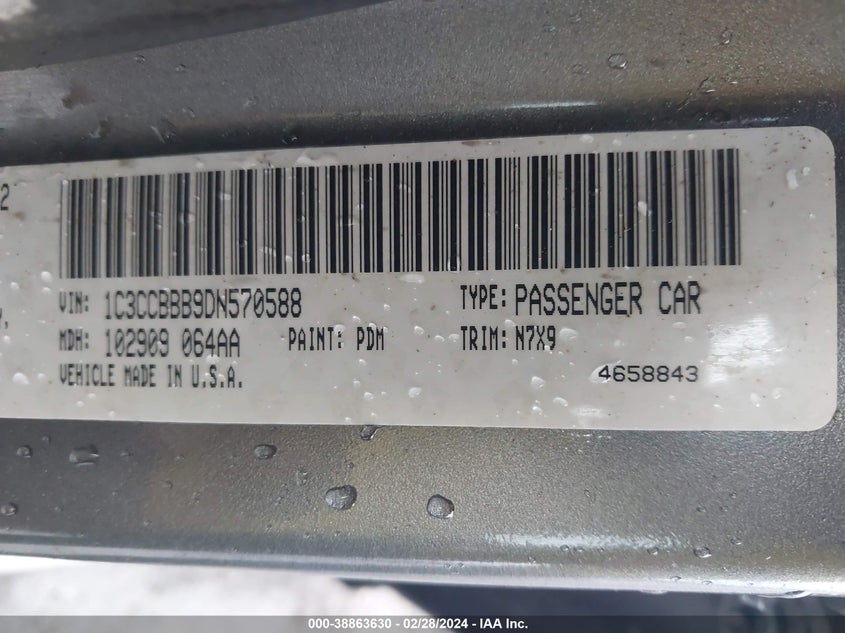 2
VIN: 1C3CCBBB9DN570588 TYPE: PASSENGER CAR
MDH: 102909 064AA PAINT: PDM TRIM: N7X9
VEHICLE MADE IN U.S.A. 4658843
000-38863630 - 02/28/2024 - IAA Inc.